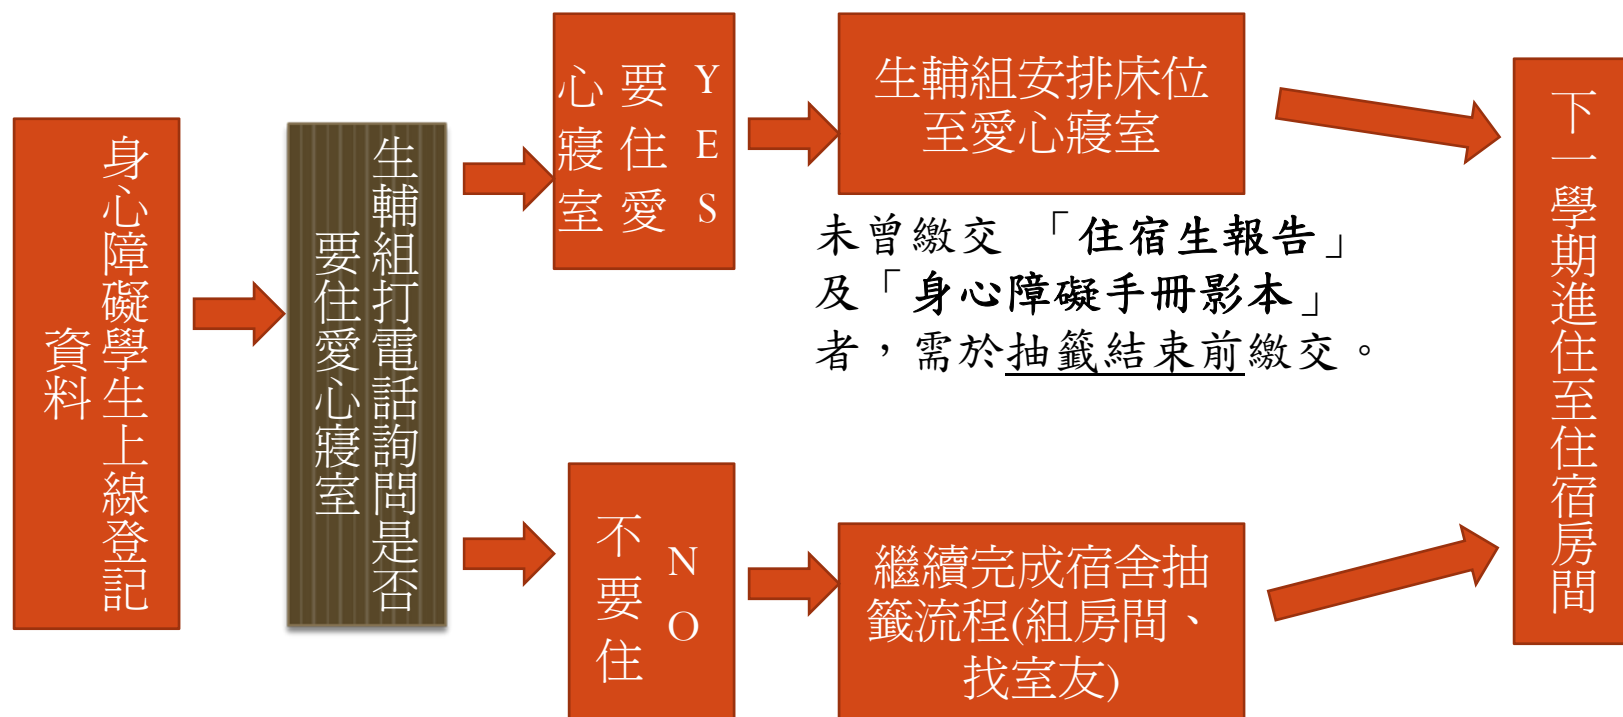 身心障礙學生上線登記
資料
生輔組打電話詢問是否
要住愛心寢室
YES
要住愛
心寢室
生輔組安排床位
至愛心寢室
未曾繳交 「住宿生報告」
及「身心障礙手冊影本」
者，需於抽籤結束前繳交。
NO
不要住
繼續完成宿舍抽
籤流程(組房間、
找室友)
下一學期進住至住宿房間